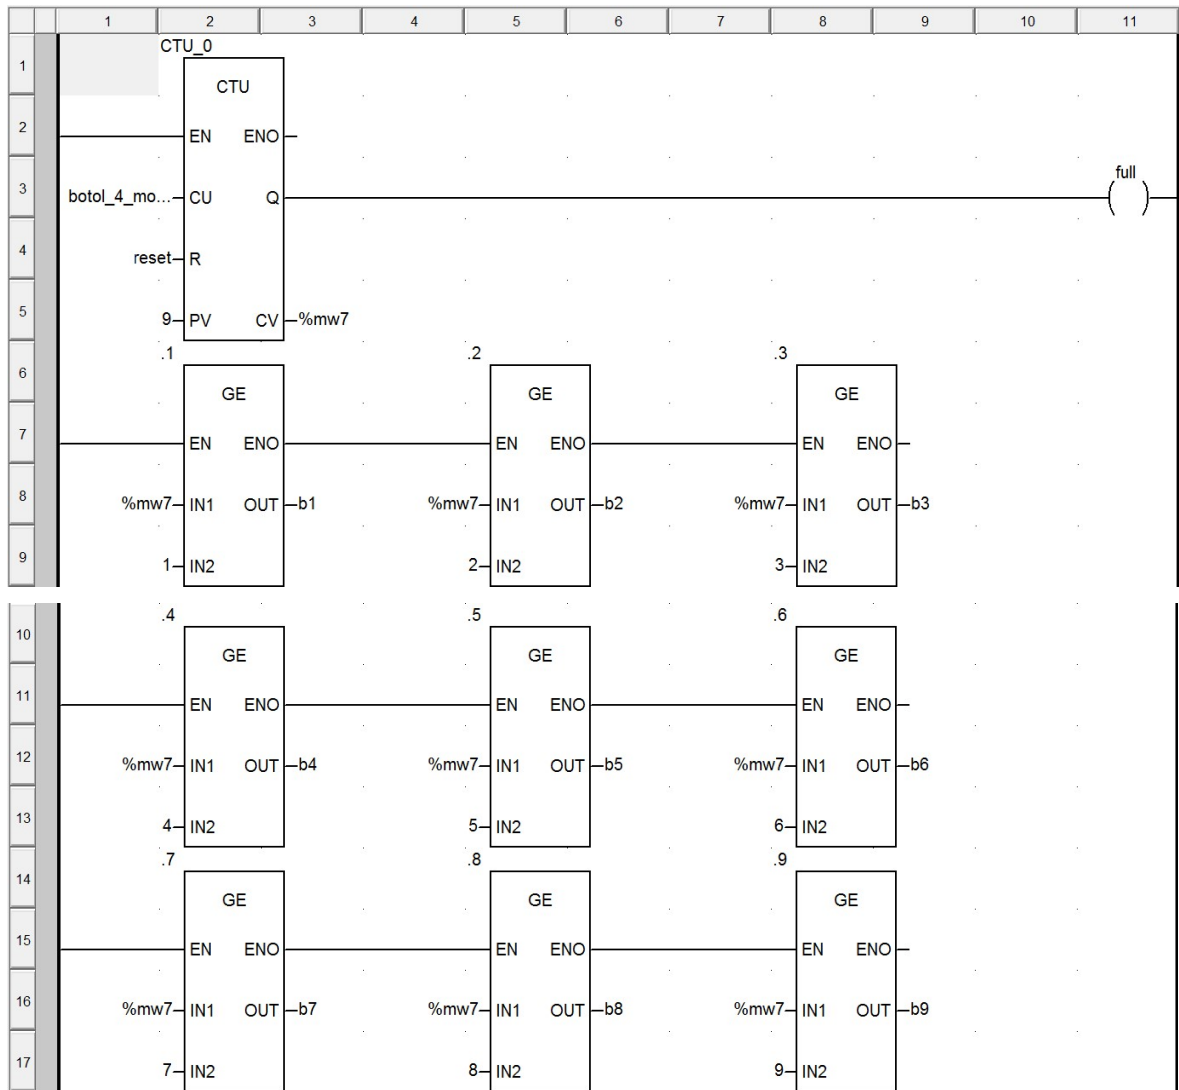 1 2 3 4 5 6 7 8 9 10 11
CTU_0
1
CTU
2
EN ENO
full
3
botol_4_mo... CU Q ( )
4
reset R
5
9 PV CV %mw7
.1 .2 .3
6
GE GE GE
7
EN ENO EN ENO EN ENO
8
%mw7 IN1 OUT b1 %mw7 IN1 OUT b2 %mw7 IN1 OUT b3
9
1 IN2 2 IN2 3 IN2
.4 .5 .6
10
GE GE GE
11
EN ENO EN ENO EN ENO
12
%mw7 IN1 OUT b4 %mw7 IN1 OUT b5 %mw7 IN1 OUT b6
13
4 IN2 5 IN2 6 IN2
.7 .8 .9
14
GE GE GE
15
EN ENO EN ENO EN ENO
16
%mw7 IN1 OUT b7 %mw7 IN1 OUT b8 %mw7 IN1 OUT b9
17
7 IN2 8 IN2 9 IN2